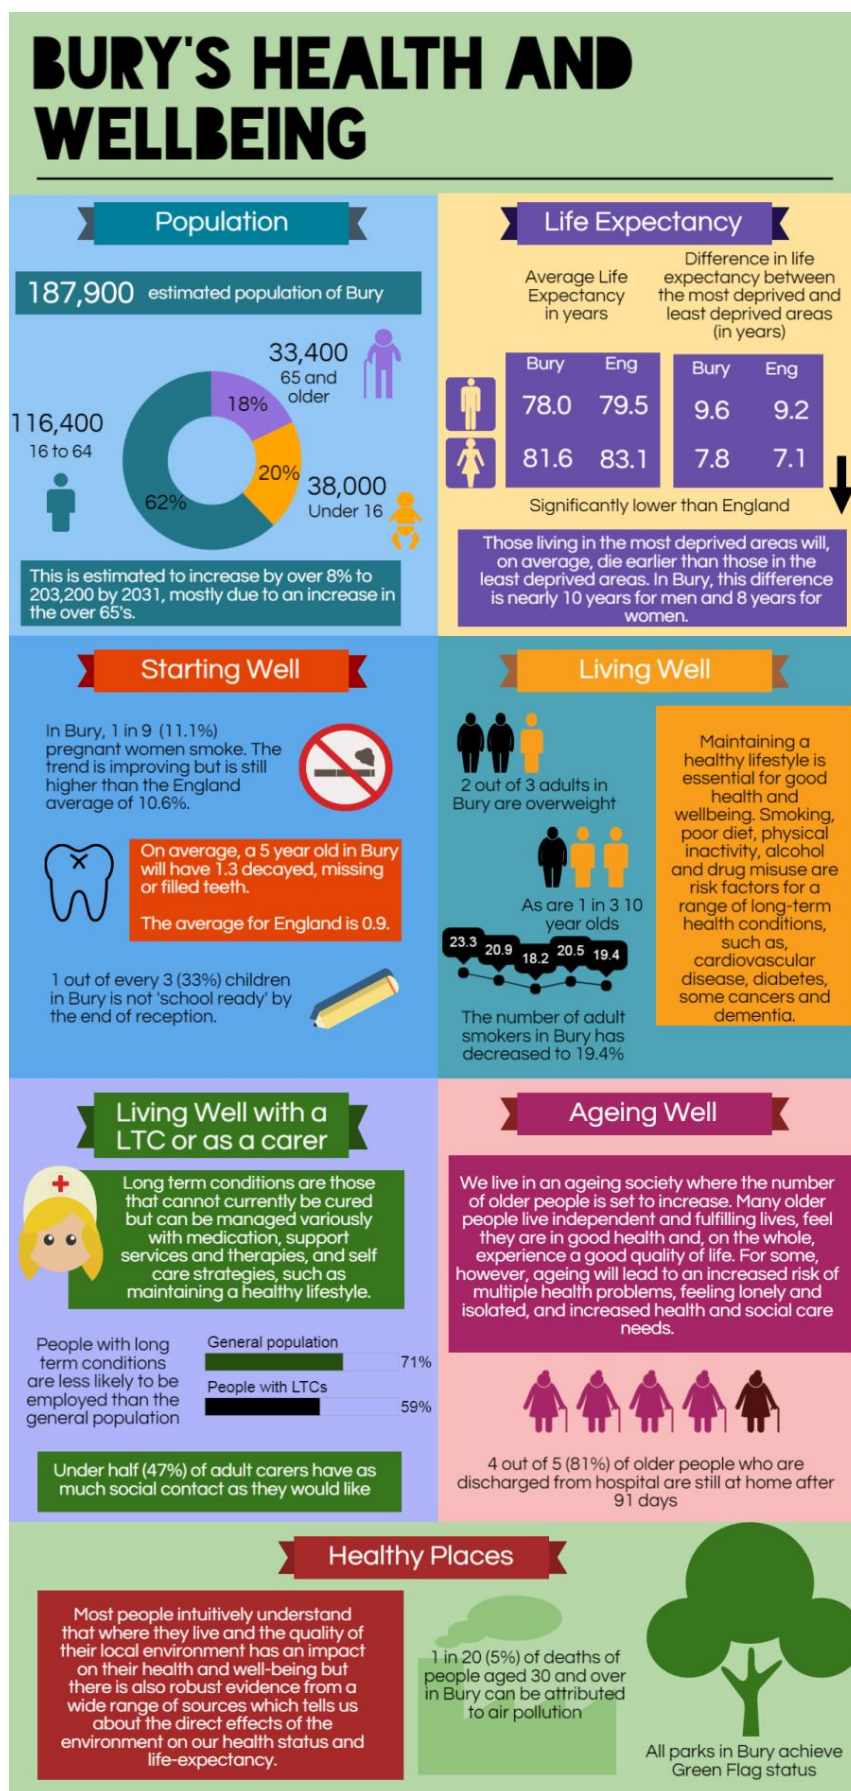 BURY'S HEALTH AND
WELLBEING
Population
187,900 estimated population of Bury
33,400
65 and
older
18%
116,400
16 to 64
62%
20%
38,000
Under 16
This is estimated to increase by over 8% to
203,200 by 2031, mostly due to an increase in
the over 65's.
Life Expectancy
Average Life
Expectancy
in years
Difference in life
expectancy between
the most deprived and
least deprived areas
(in years)
Bury Eng
78.0 79.5
81.6 83.1
Bury Eng
9.6 9.2
7.8 7.1
Significantly lower than England
Those living in the most deprived areas will,
on average, die earlier than those in the
least deprived areas. In Bury, this difference
is nearly 10 years for men and 8 years for
women.
Starting Well
In Bury, 1 in 9 (11.1%)
pregnant women smoke. The
trend is improving but is still
higher than the England
average of 10.6%.
On average, a 5 year old in Bury
will have 1.3 decayed, missing
or filled teeth.
The average for England is 0.9.
1 out of every 3 (33%) children
in Bury is not 'school ready' by
the end of reception.
Living Well
2 out of 3 adults in
Bury are overweight
As are 1 in 3 10
year olds
23.3 20.9 18.2 20.5 19.4
The number of adult
smokers in Bury has
decreased to 19.4%
Maintaining a
healthy lifestyle is
essential for good
health and
wellbeing. Smoking,
poor diet, physical
inactivity, alcohol
and drug misuse are
risk factors for a
range of long-term
health conditions,
such as,
cardiovascular
disease, diabetes,
some cancers and
dementia.
Living Well with a
LTC or as a carer
Long term conditions are those
that cannot currently be cured
but can be managed variously
with medication, support
services and therapies, and self
care strategies, such as
maintaining a healthy lifestyle.
People with long
term conditions
are less likely to be
employed than the
general population
General population
71%
People with LTCs
59%
Under half (47%) of adult carers have as
much social contact as they would like
Ageing Well
We live in an ageing society where the number
of older people is set to increase. Many older
people live independent and fulfilling lives, feel
they are in good health and, on the whole,
experience a good quality of life. For some,
however, ageing will lead to an increased risk of
multiple health problems, feeling lonely and
isolated, and increased health and social care
needs.
4 out of 5 (81%) of older people who are
discharged from hospital are still at home after
91 days
Healthy Places
Most people intuitively understand
that where they live and the quality of
their local environment has an impact
on their health and well-being but
there is also robust evidence from a
wide range of sources which tells us
about the direct effects of the
environment on our health status and
life-expectancy.
1 in 20 (5%) of deaths of
people aged 30 and over
in Bury can be attributed
to air pollution
All parks in Bury achieve
Green Flag status